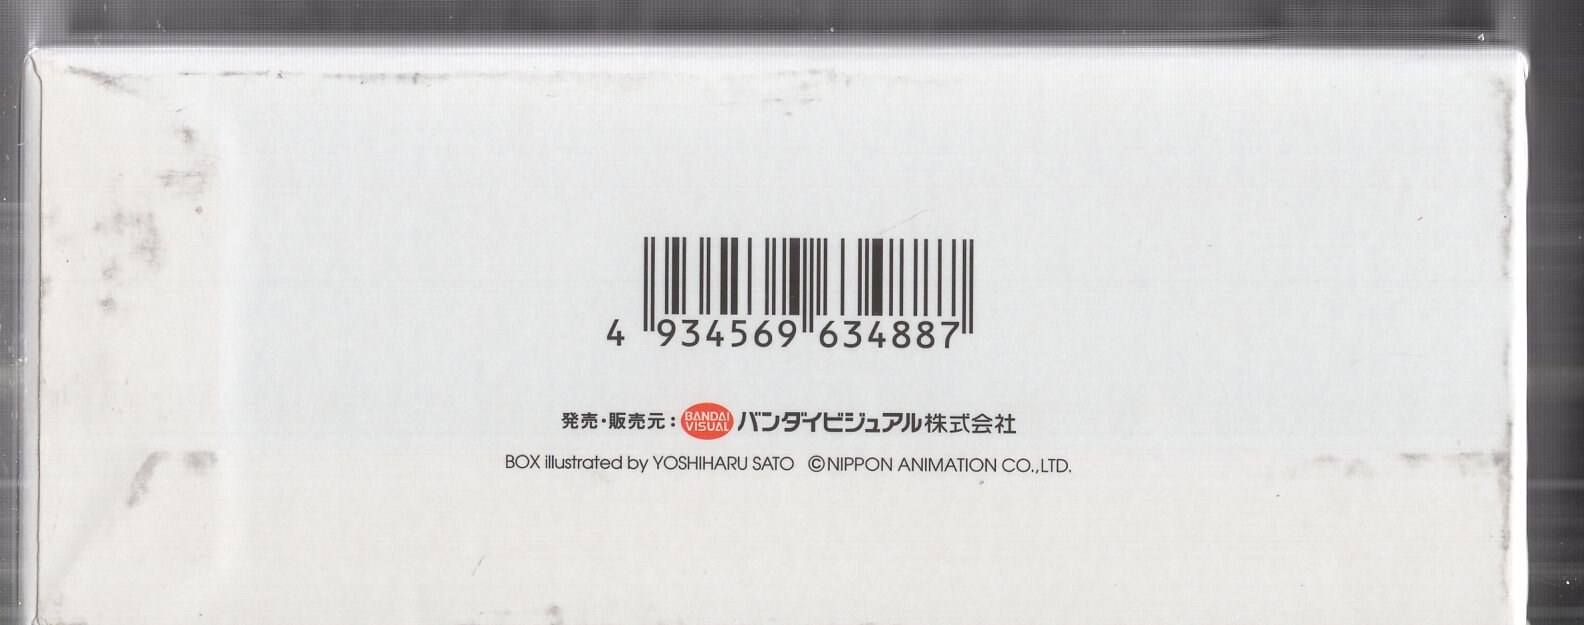 4 934569 634887
発売・販売元: BANDAI VISUAL バンダイビジュアル株式会社
BOX illustrated by YOSHIHARU SATO ©NIPPON ANIMATION CO.,LTD.